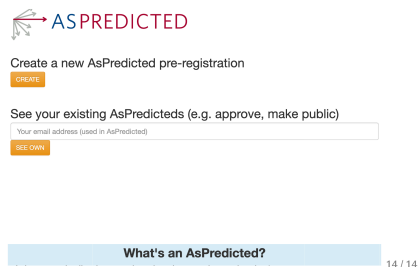 ASPREDICTED
Create a new AsPredicted pre-registration
CREATE
See your existing AsPredicteds (e.g. approve, make public)
Your email address (used in AsPredicted)
SEE OWN
What's an AsPredicted?
14 / 14